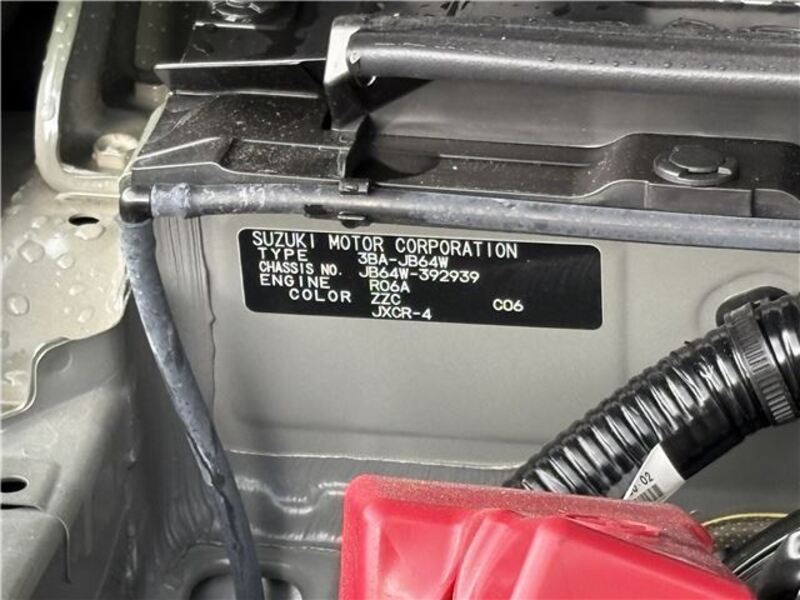 SUZUKI MOTOR CORPORATION
TYPE 3BA-JB64W
CHASSIS NO. JB64W-392939
ENGINE R06A
COLOR ZZC C06
JXCR-4